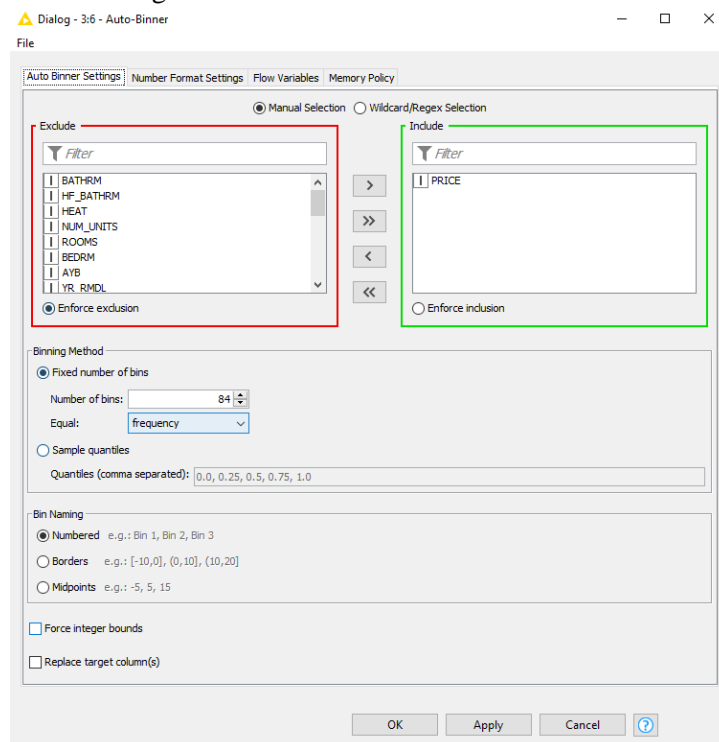 Dialog - 3:6 - Auto-Binner
File
Auto Binner Settings Number Format Settings Flow Variables Memory Policy
Manual Selection Wildcard/Regex Selection
Exclude
Filter
BATHRM
HF_BATHRM
HEAT
NUM_UNITS
ROOMS
BEDRM
AYB
YR_RMDL
Enforce exclusion
>
>>
<
<<
Include
Filter
PRICE
Enforce inclusion
Binning Method
Fixed number of bins
Number of bins: 84
Equal: frequency
Sample quantiles
Quantiles (comma separated): 0.0, 0.25, 0.5, 0.75, 1.0
Bin Naming
Numbered e.g.: Bin 1, Bin 2, Bin 3
Borders e.g.: [-10,0], (0,10], (10,20]
Midpoints e.g.: -5, 5, 15
Force integer bounds
Replace target column(s)
OK Apply Cancel ?